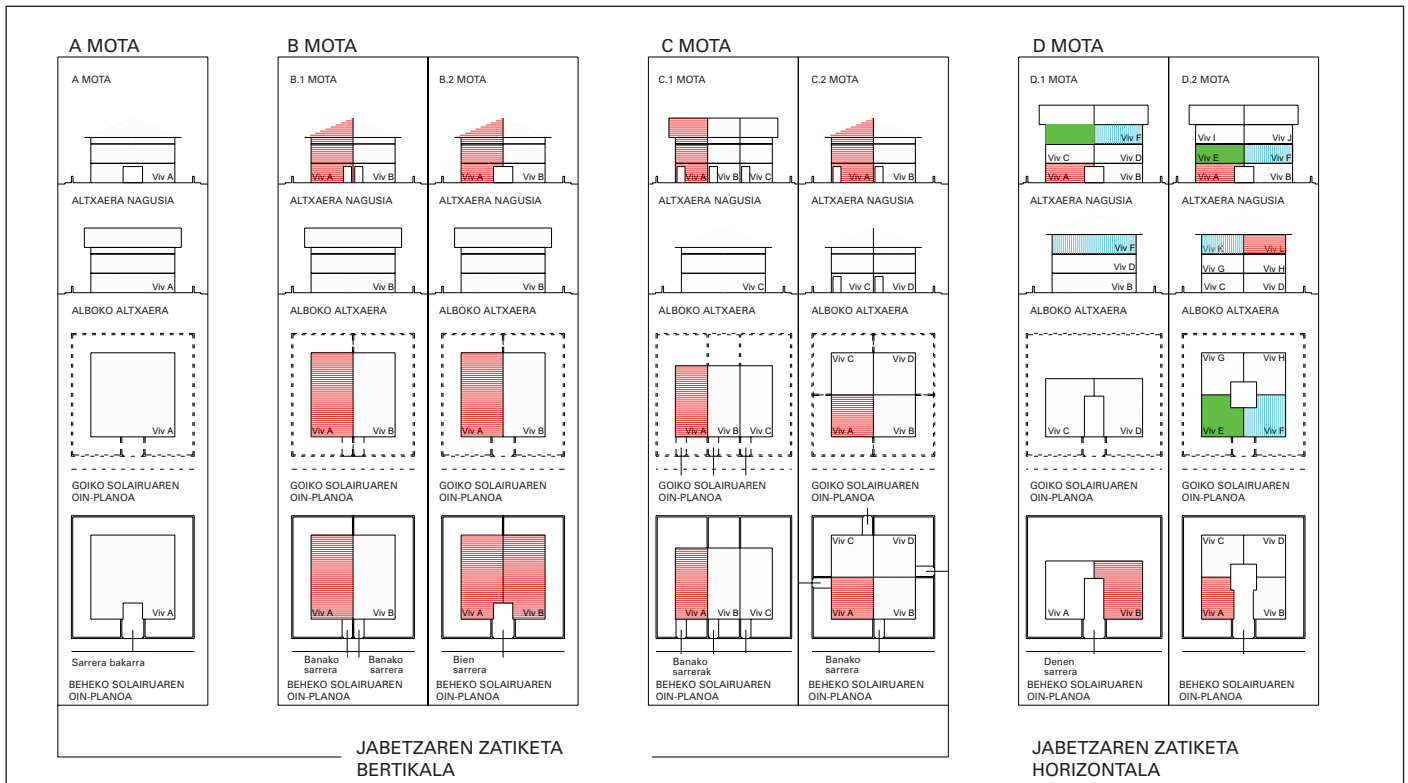 A MOTA
A MOTA
Viv A
ALTXAERA NAGUSIA
Viv A
ALBOKO ALTXAERA
Viv A
GOIKO SOLAIRUAREN
OIN-PLANOA
Viv A
Sarrera bakarra
BEHEKO SOLAIRUAREN
OIN-PLANOA
B MOTA
B.1 MOTA
Viv A Viv B
ALTXAERA NAGUSIA
Viv B
ALBOKO ALTXAERA
Viv A Viv B
GOIKO SOLAIRUAREN
OIN-PLANOA
Viv A Viv B
Banako Banako
sarrera sarrera
BEHEKO SOLAIRUAREN
OIN-PLANOA
B.2 MOTA
Viv A Viv B
ALTXAERA NAGUSIA
Viv B
ALBOKO ALTXAERA
Viv A Viv B
GOIKO SOLAIRUAREN
OIN-PLANOA
Viv A Viv B
Bien
sarrera
BEHEKO SOLAIRUAREN
OIN-PLANOA
C MOTA
C.1 MOTA
Viv A Viv B Viv C
ALTXAERA NAGUSIA
Viv C
ALBOKO ALTXAERA
Viv A Viv B Viv C
GOIKO SOLAIRUAREN
OIN-PLANOA
Viv A Viv B Viv C
Banako
sarrerak
BEHEKO SOLAIRUAREN
OIN-PLANOA
C.2 MOTA
Viv A Viv B
ALTXAERA NAGUSIA
Viv C Viv D
ALBOKO ALTXAERA
Viv C Viv D
Viv A Viv B
GOIKO SOLAIRUAREN
OIN-PLANOA
Viv C Viv D
Viv A Viv B
Banako
sarrera
BEHEKO SOLAIRUAREN
OIN-PLANOA
JABETZAREN ZATIKETA
BERTIKALA
D MOTA
D.1 MOTA
Viv F
Viv C Viv D
Viv A Viv B
ALTXAERA NAGUSIA
Viv F
Viv D
Viv B
ALBOKO ALTXAERA
Viv C Viv D
GOIKO SOLAIRUAREN
OIN-PLANOA
Viv A Viv B
Denen
sarrera
BEHEKO SOLAIRUAREN
OIN-PLANOA
D.2 MOTA
Viv I Viv J
Viv E Viv F
Viv A Viv B
ALTXAERA NAGUSIA
Viv K Viv L
Viv G Viv H
Viv C Viv D
ALBOKO ALTXAERA
Viv G Viv H
Viv E Viv F
GOIKO SOLAIRUAREN
OIN-PLANOA
Viv C Viv D
Viv A Viv B
BEHEKO SOLAIRUAREN
OIN-PLANOA
JABETZAREN ZATIKETA
HORIZONTALA